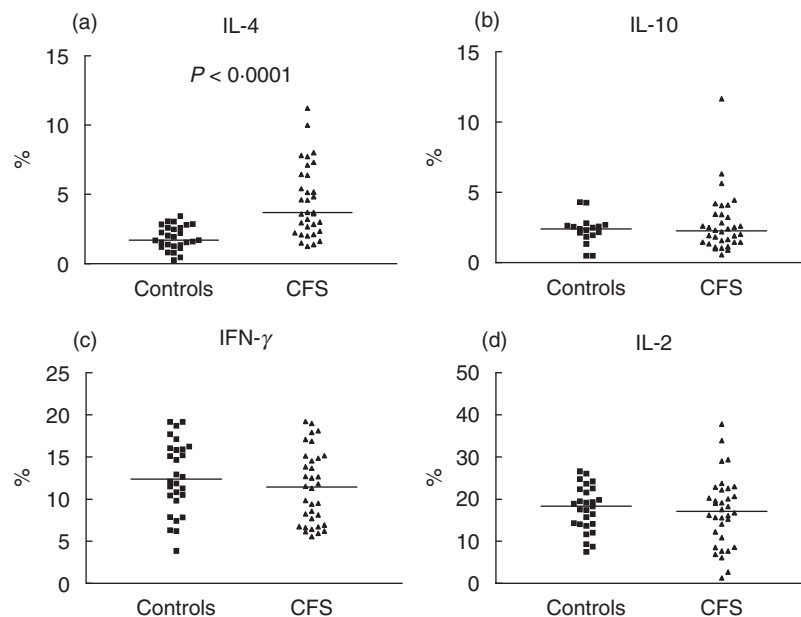 (a)
IL-4
15
P < 0·0001
10
%
5
0
Controls CFS
(b)
IL-10
15
10
%
5
0
Controls CFS
(c)
IFN-γ
25
20
15
%
10
5
0
Controls CFS
(d)
IL-2
50
40
30
%
20
10
0
Controls CFS